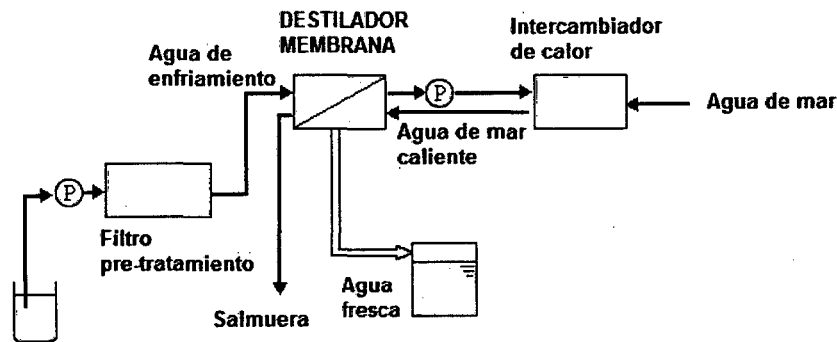 DESTILADOR
MEMBRANA
Intercambiador
de calor
Agua de
enfriamiento
P
Agua de mar
Agua de mar
caliente
P
Filtro
pre-tratamiento
Agua
fresca
Salmuera